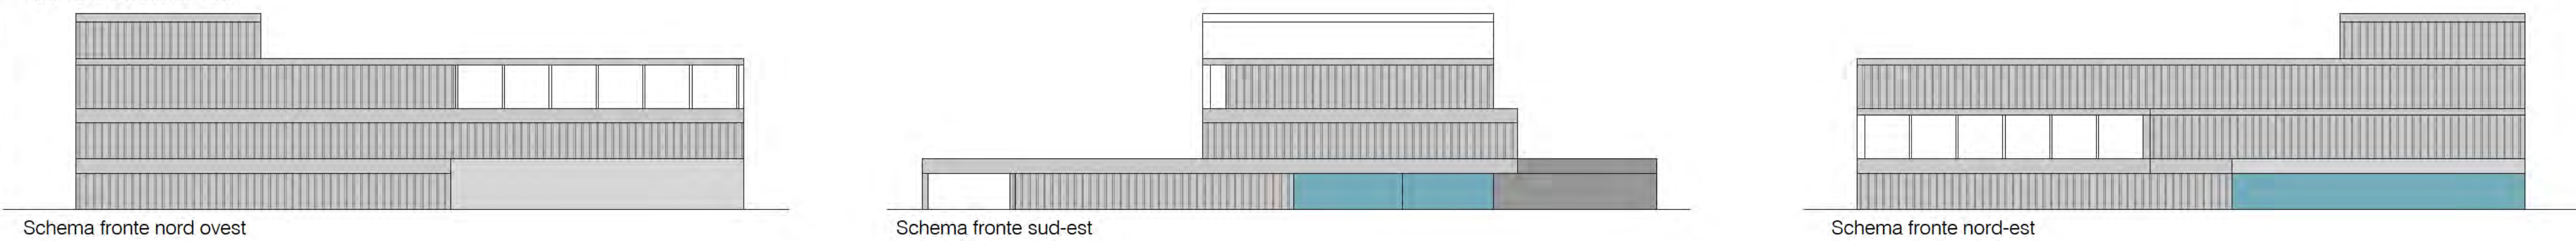 Schema fronte nord ovest
Schema fronte sud-est
Schema fronte nord-est